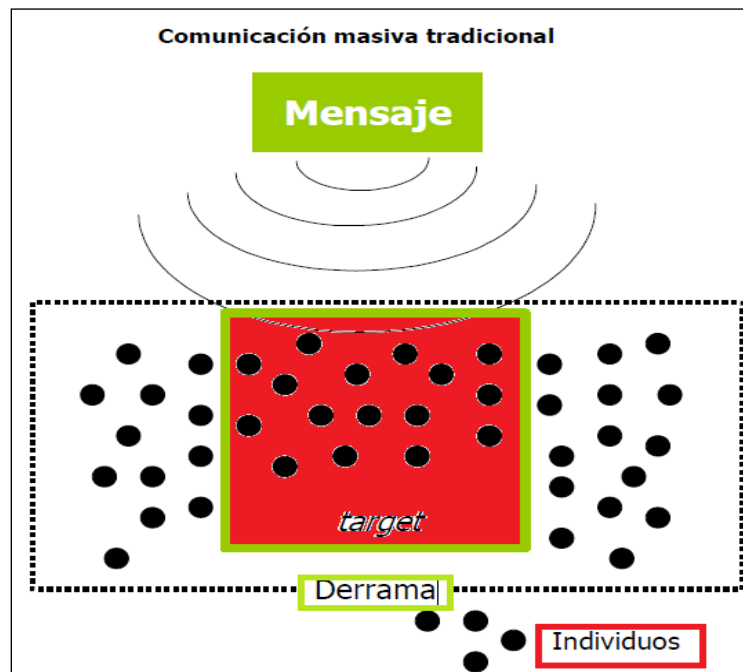 Comunicación masiva tradicional
Mensaje
target
Derrama
Individuos